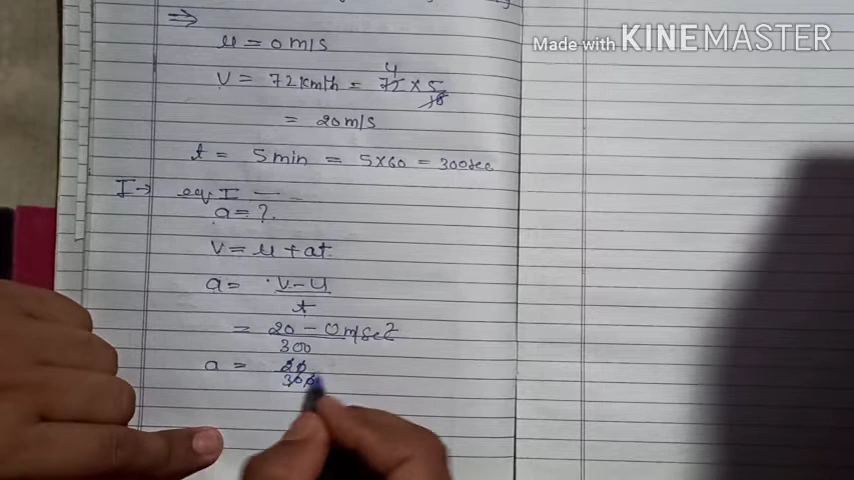 ⇒
u = 0 m/s
V = 72 km/h = 72 × 5
4
18
= 20 m/s
t = 5 min = 5×60 = 300 sec
I → eq I —
a = ?
V = u + at
a = V - u
t
= 20 - 0 m/sec²
300
a = 20
300
Made with KINEMASTER